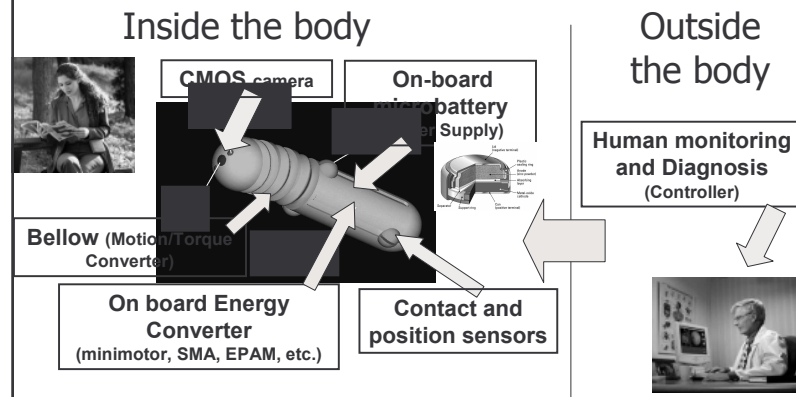 Inside the body
Outside
the body
CMOS camera
On-board
microbattery
Supply)
Human monitoring
and Diagnosis
(Controller)
Bellow (Motion/Torque
Converter)
On board Energy
Converter
(minimotor, SMA, EPAM, etc.)
Contact and
position sensors